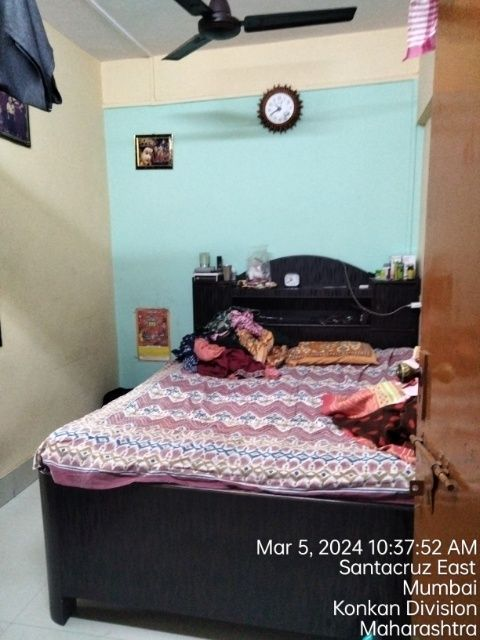 Mar 5, 2024 10:37:52 AM
Santacruz East
Mumbai
Konkan Division
Maharashtra